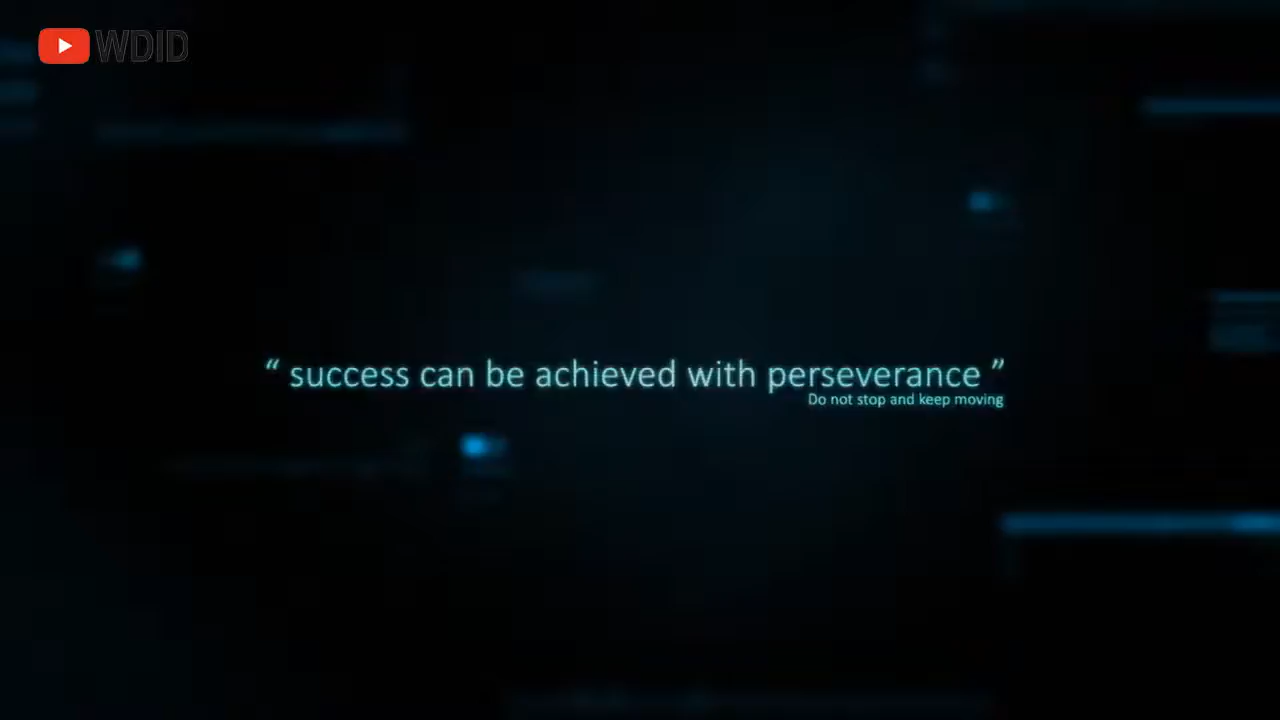 WDID
“ success can be achieved with perseverance ”
Do not stop and keep moving